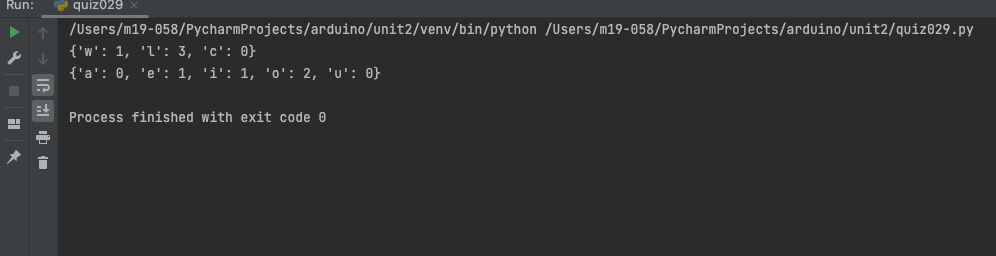 Run: quiz029
/Users/m19-058/PycharmProjects/arduino/unit2/venv/bin/python /Users/m19-058/PycharmProjects/arduino/unit2/quiz029.py
{'w': 1, 'l': 3, 'c': 0}
{'a': 0, 'e': 1, 'i': 1, 'o': 2, 'u': 0}
Process finished with exit code 0